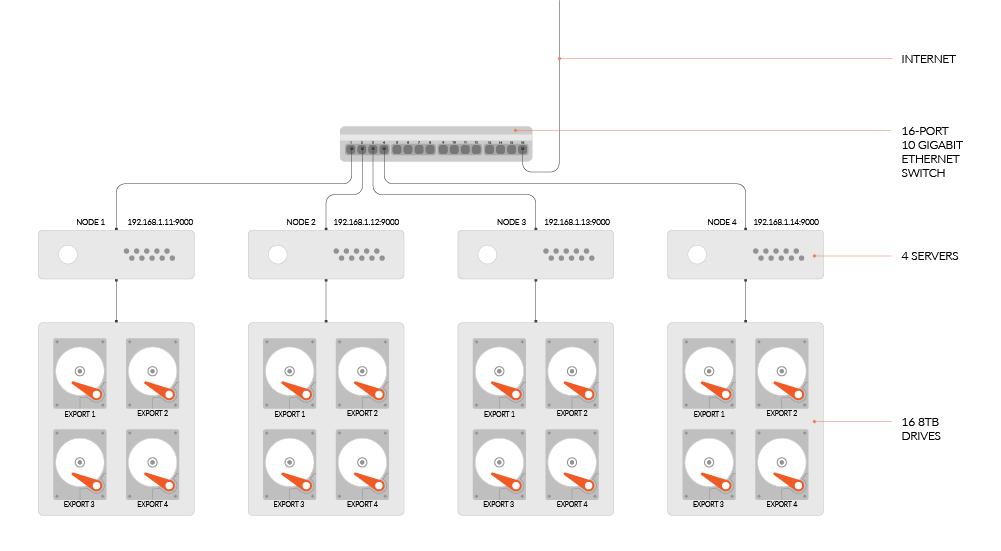 INTERNET
16-PORT
10 GIGABIT
ETHERNET
SWITCH
1 2 3 4 5 6 7 8 9 10 11 12 13 14 15 16
NODE 1 192.168.1.11:9000
NODE 2 192.168.1.12:9000
NODE 3 192.168.1.13:9000
NODE 4 192.168.1.14:9000
4 SERVERS
EXPORT 1 EXPORT 2
EXPORT 1 EXPORT 2
EXPORT 1 EXPORT 2
EXPORT 1 EXPORT 2
16 8TB
DRIVES
EXPORT 3 EXPORT 4
EXPORT 3 EXPORT 4
EXPORT 3 EXPORT 4
EXPORT 3 EXPORT 4